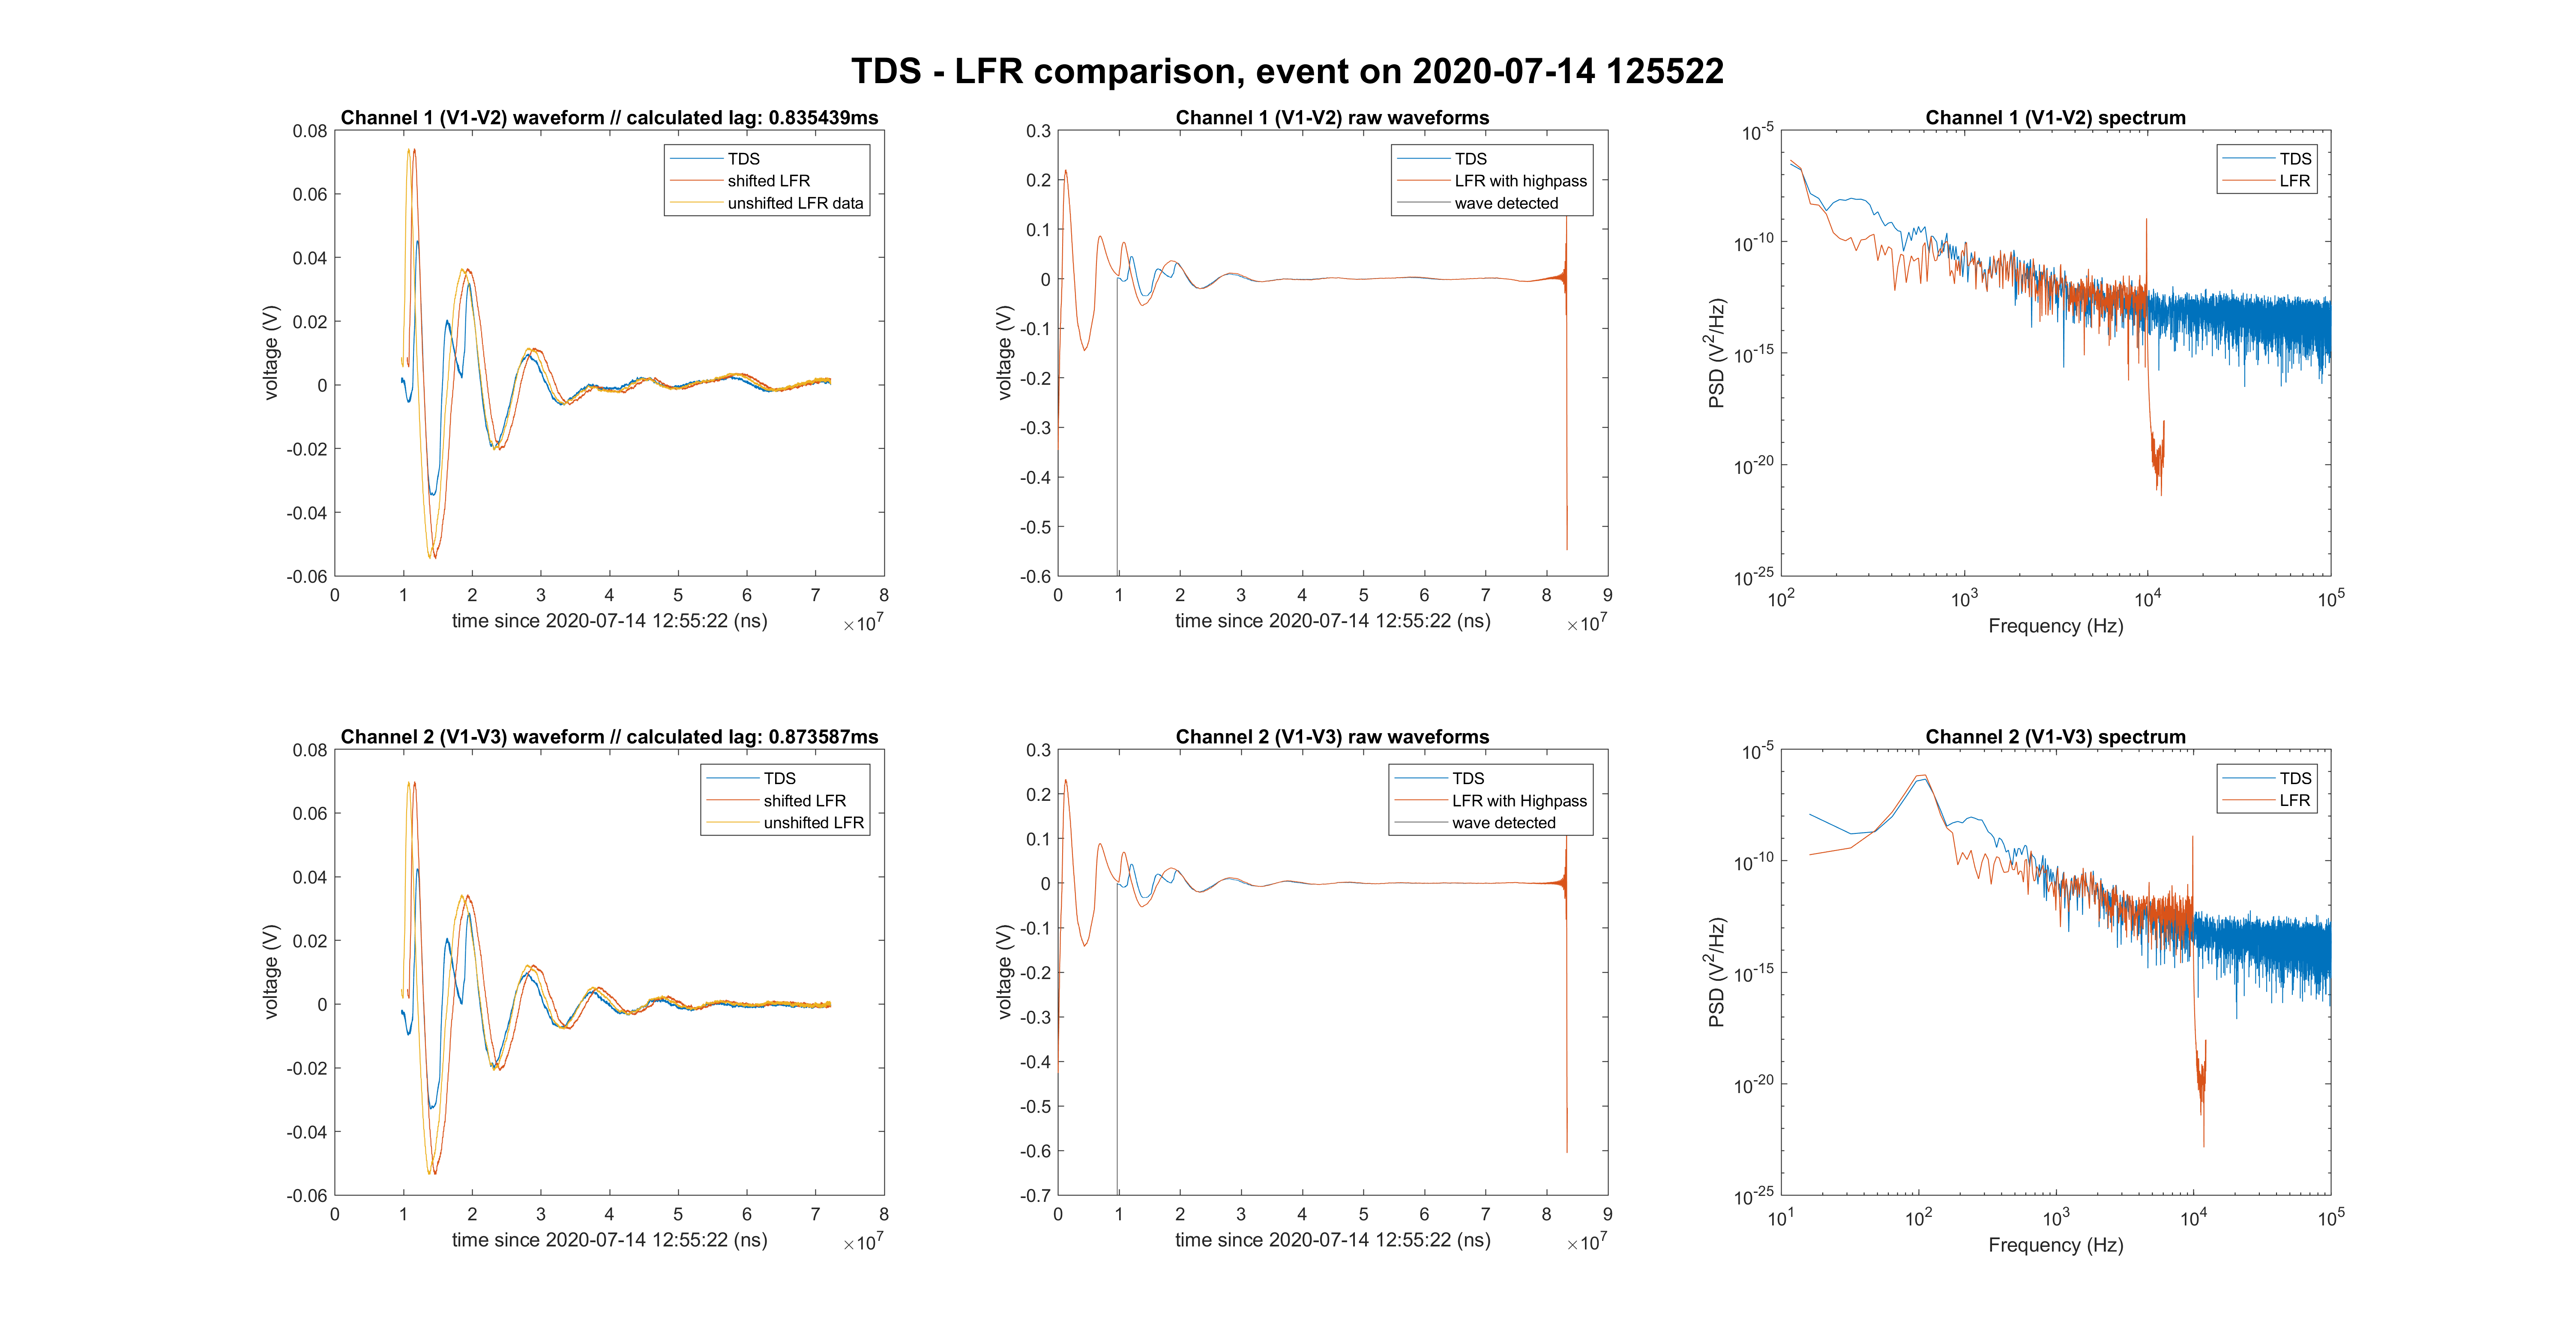 TDS - LFR comparison, event on 2020-07-14 125522
Channel 1 (V1-V2) waveform // calculated lag: 0.835439ms
0.08
0.06
0.04
0.02
0
-0.02
-0.04
-0.06
voltage (V)
TDS
shifted LFR
unshifted LFR data
0 1 2 3 4 5 6 7 8
time since 2020-07-14 12:55:22 (ns)
×10^7
Channel 1 (V1-V2) raw waveforms
0.3
0.2
0.1
0
-0.1
-0.2
-0.3
-0.4
-0.5
-0.6
voltage (V)
TDS
LFR with highpass
wave detected
0 1 2 3 4 5 6 7 8 9
time since 2020-07-14 12:55:22 (ns)
×10^7
Channel 1 (V1-V2) spectrum
10^-5
10^-10
10^-15
10^-20
10^-25
PSD (V^2/Hz)
TDS
LFR
10^2 10^3 10^4 10^5
Frequency (Hz)
Channel 2 (V1-V3) waveform // calculated lag: 0.873587ms
0.08
0.06
0.04
0.02
0
-0.02
-0.04
-0.06
voltage (V)
TDS
shifted LFR
unshifted LFR
0 1 2 3 4 5 6 7 8
time since 2020-07-14 12:55:22 (ns)
×10^7
Channel 2 (V1-V3) raw waveforms
0.3
0.2
0.1
0
-0.1
-0.2
-0.3
-0.4
-0.5
-0.6
-0.7
voltage (V)
TDS
LFR with Highpass
wave detected
0 1 2 3 4 5 6 7 8 9
time since 2020-07-14 12:55:22 (ns)
×10^7
Channel 2 (V1-V3) spectrum
10^-5
10^-10
10^-15
10^-20
10^-25
PSD (V^2/Hz)
TDS
LFR
10^1 10^2 10^3 10^4 10^5
Frequency (Hz)